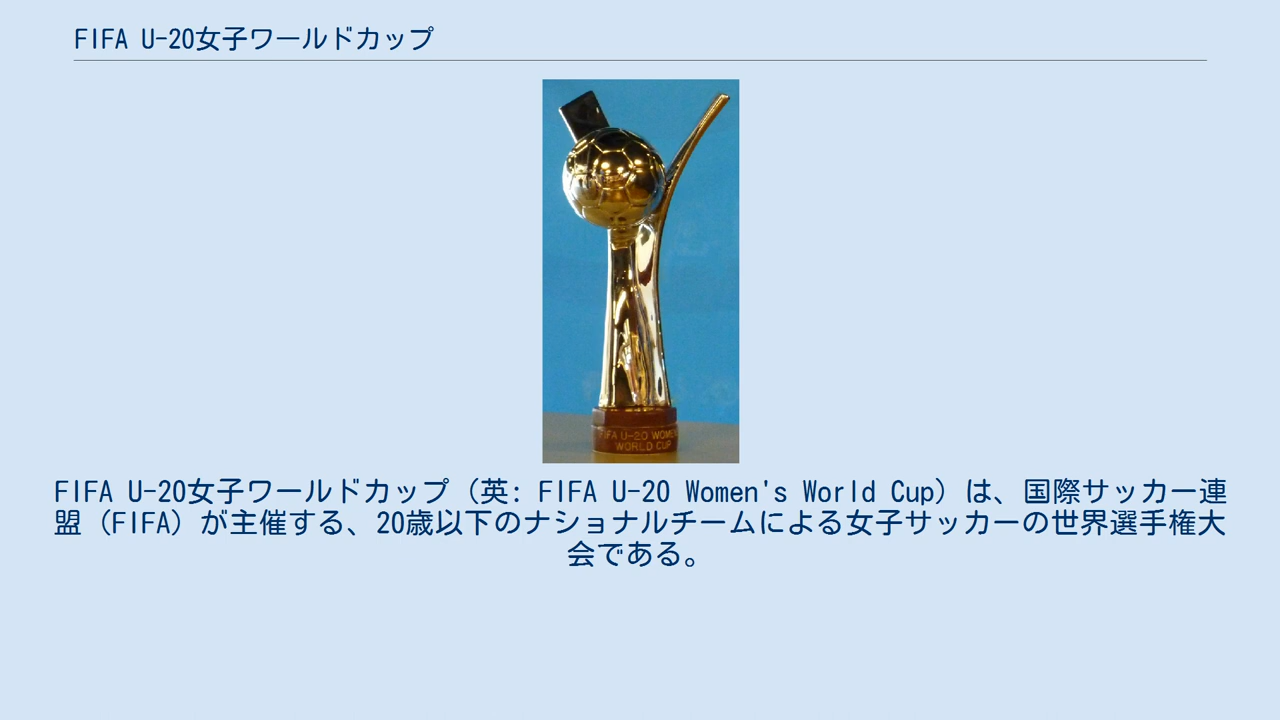 FIFA U-20女子ワールドカップ
FIFA U-20 WOMEN
WORLD CUP
FIFA U-20女子ワールドカップ（英: FIFA U-20 Women's World Cup）は、国際サッカー連
盟（FIFA）が主催する、20歳以下のナショナルチームによる女子サッカーの世界選手権大
会である。